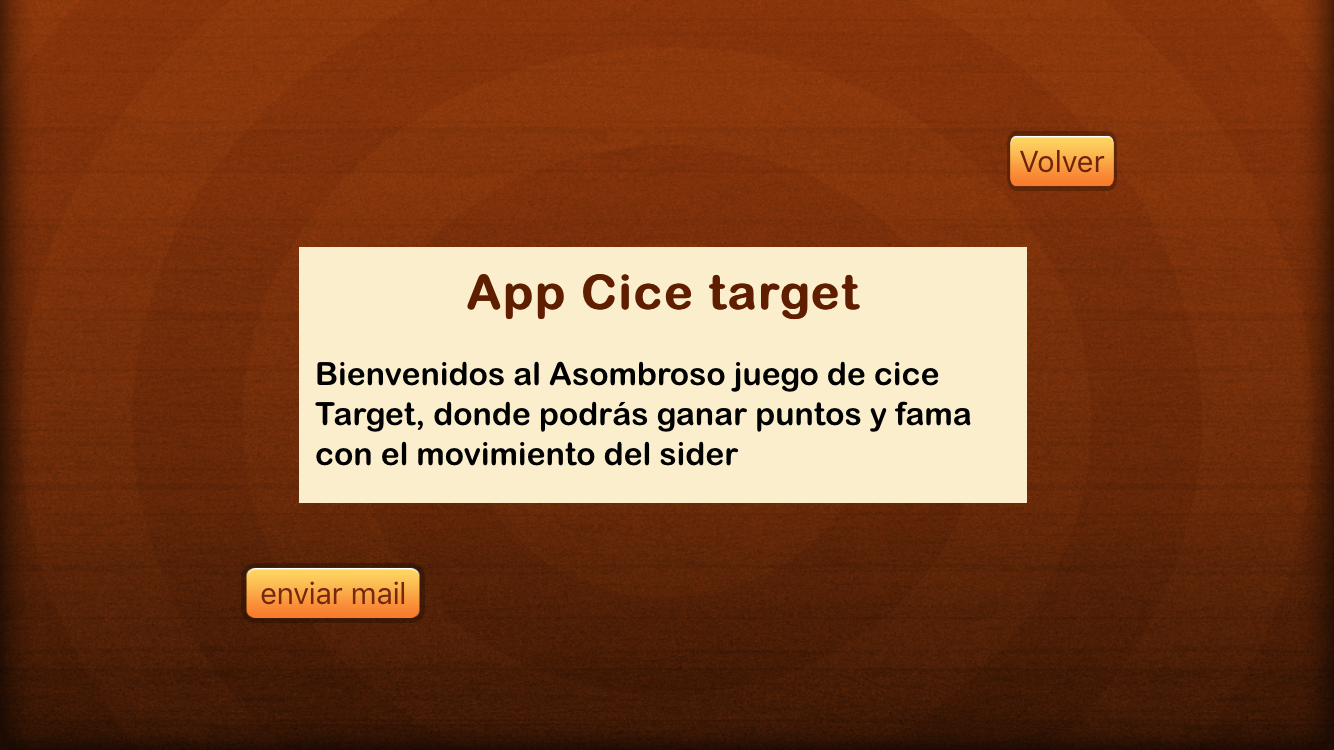 Volver
App Cice target
Bienvenidos al Asombroso juego de cice
Target, donde podrás ganar puntos y fama
con el movimiento del sider
enviar mail